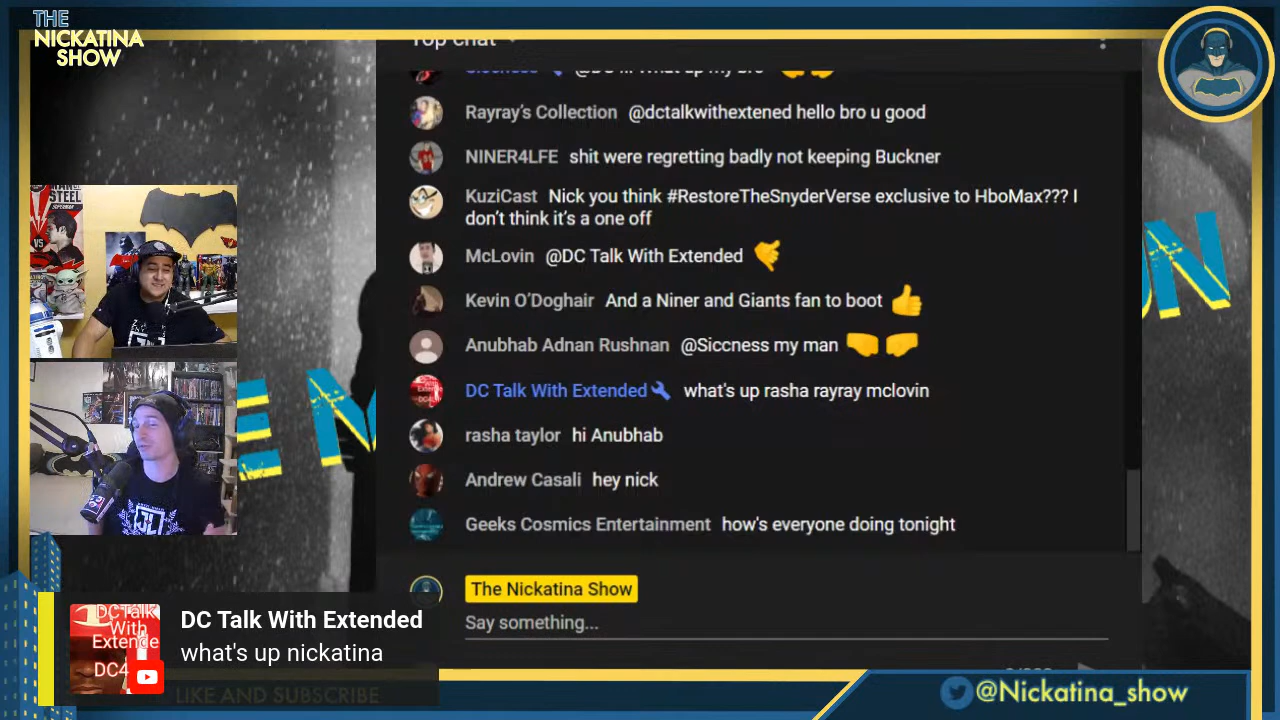 THE
NICKATINA
SHOW
Top chat
Rayray's Collection @dctalkwithextened hello bro u good
NINER4LFE shit were regretting badly not keeping Buckner
KuziCast Nick you think #RestoreTheSnyderVerse exclusive to HboMax??? I
don't think it's a one off
McLovin @DC Talk With Extended
Kevin O'Doghair And a Niner and Giants fan to boot
Anubhab Adnan Rushnan @Siccness my man
DC Talk With Extended what's up rasha rayray mclovin
rasha taylor hi Anubhab
Andrew Casali hey nick
Geeks Cosmics Entertainment how's everyone doing tonight
The Nickatina Show
Say something...
DC Talk With Extended
what's up nickatina
LIKE AND SUBSCRIBE
@Nickatina_show